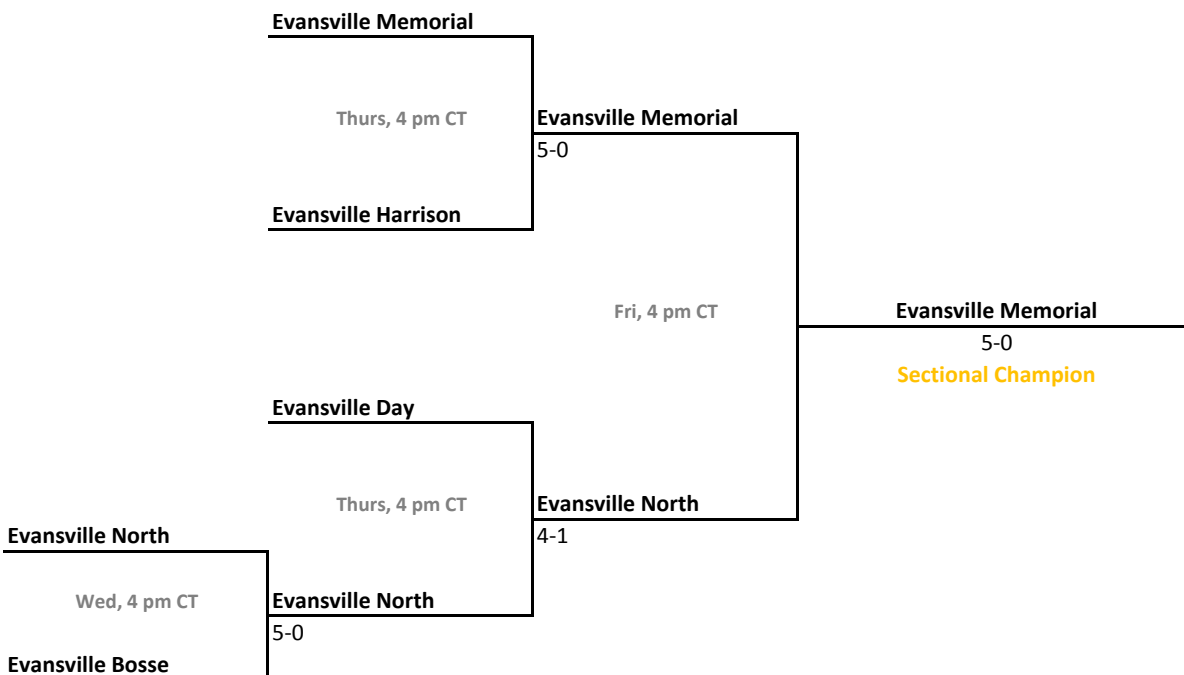 Evansville Memorial
Thurs, 4 pm CT
Evansville Memorial
5-0
Evansville Harrison
Fri, 4 pm CT
Evansville Memorial
5-0
Sectional Champion
Evansville Day
Thurs, 4 pm CT
Evansville North
4-1
Evansville North
Wed, 4 pm CT
Evansville North
5-0
Evansville Bosse